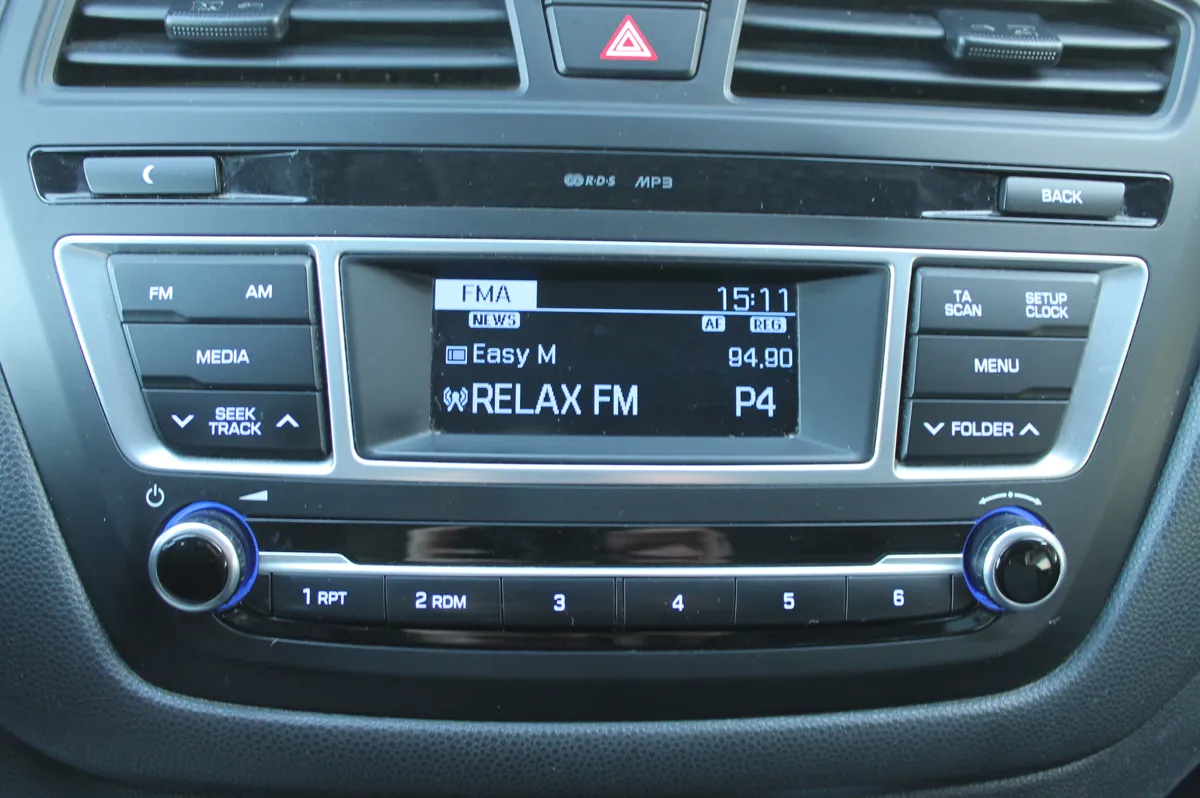 R·D·S MP3
BACK
FM AM
MEDIA
SEEK
TRACK
FMA 15:11
NEWS AF REG
Easy M 94,90
RELAX FM P4
TA
SCAN
SETUP
CLOCK
MENU
FOLDER
1 RPT 2 RDM 3 4 5 6